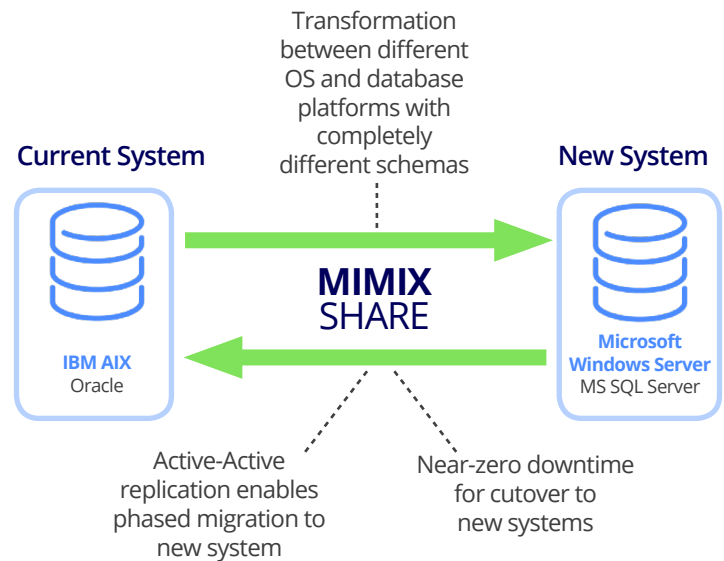 Transformation
between different
OS and database
platforms with
completely
different schemas
Current System
New System
MIMIX
SHARE
IBM AIX
Oracle
Microsoft
Windows Server
MS SQL Server
Active-Active
replication enables
phased migration to
new system
Near-zero downtime
for cutover to
new systems